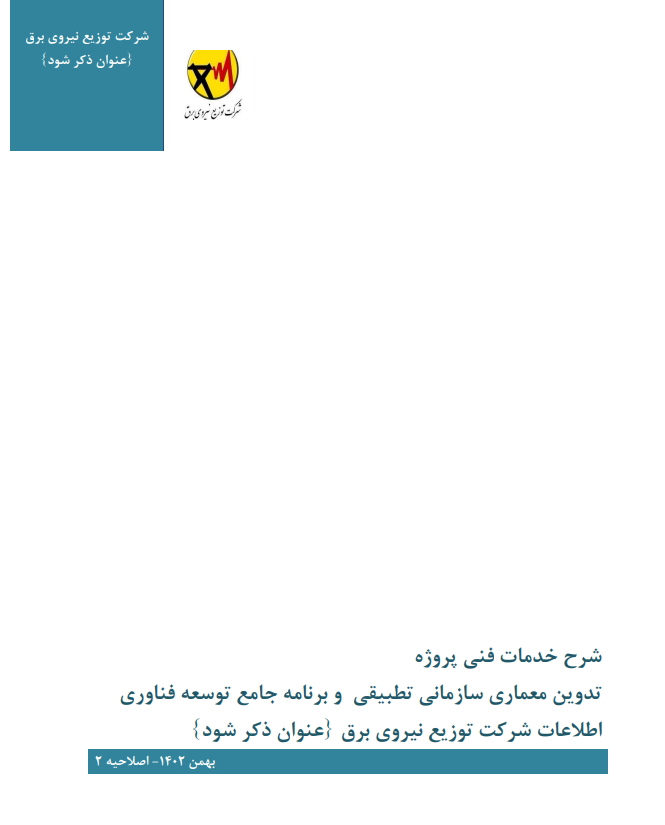 شرکت توزیع نیروی برق
{عنوان ذکر شود}
شرکت توزیع نیروی برق
شرح خدمات فنی پروژه
تدوین معماری سازمانی تطبیقی و برنامه جامع توسعه فناوری
اطلاعات شرکت توزیع نیروی برق {عنوان ذکر شود}
بهمن ۱۴۰۲- اصلاحیه ۲